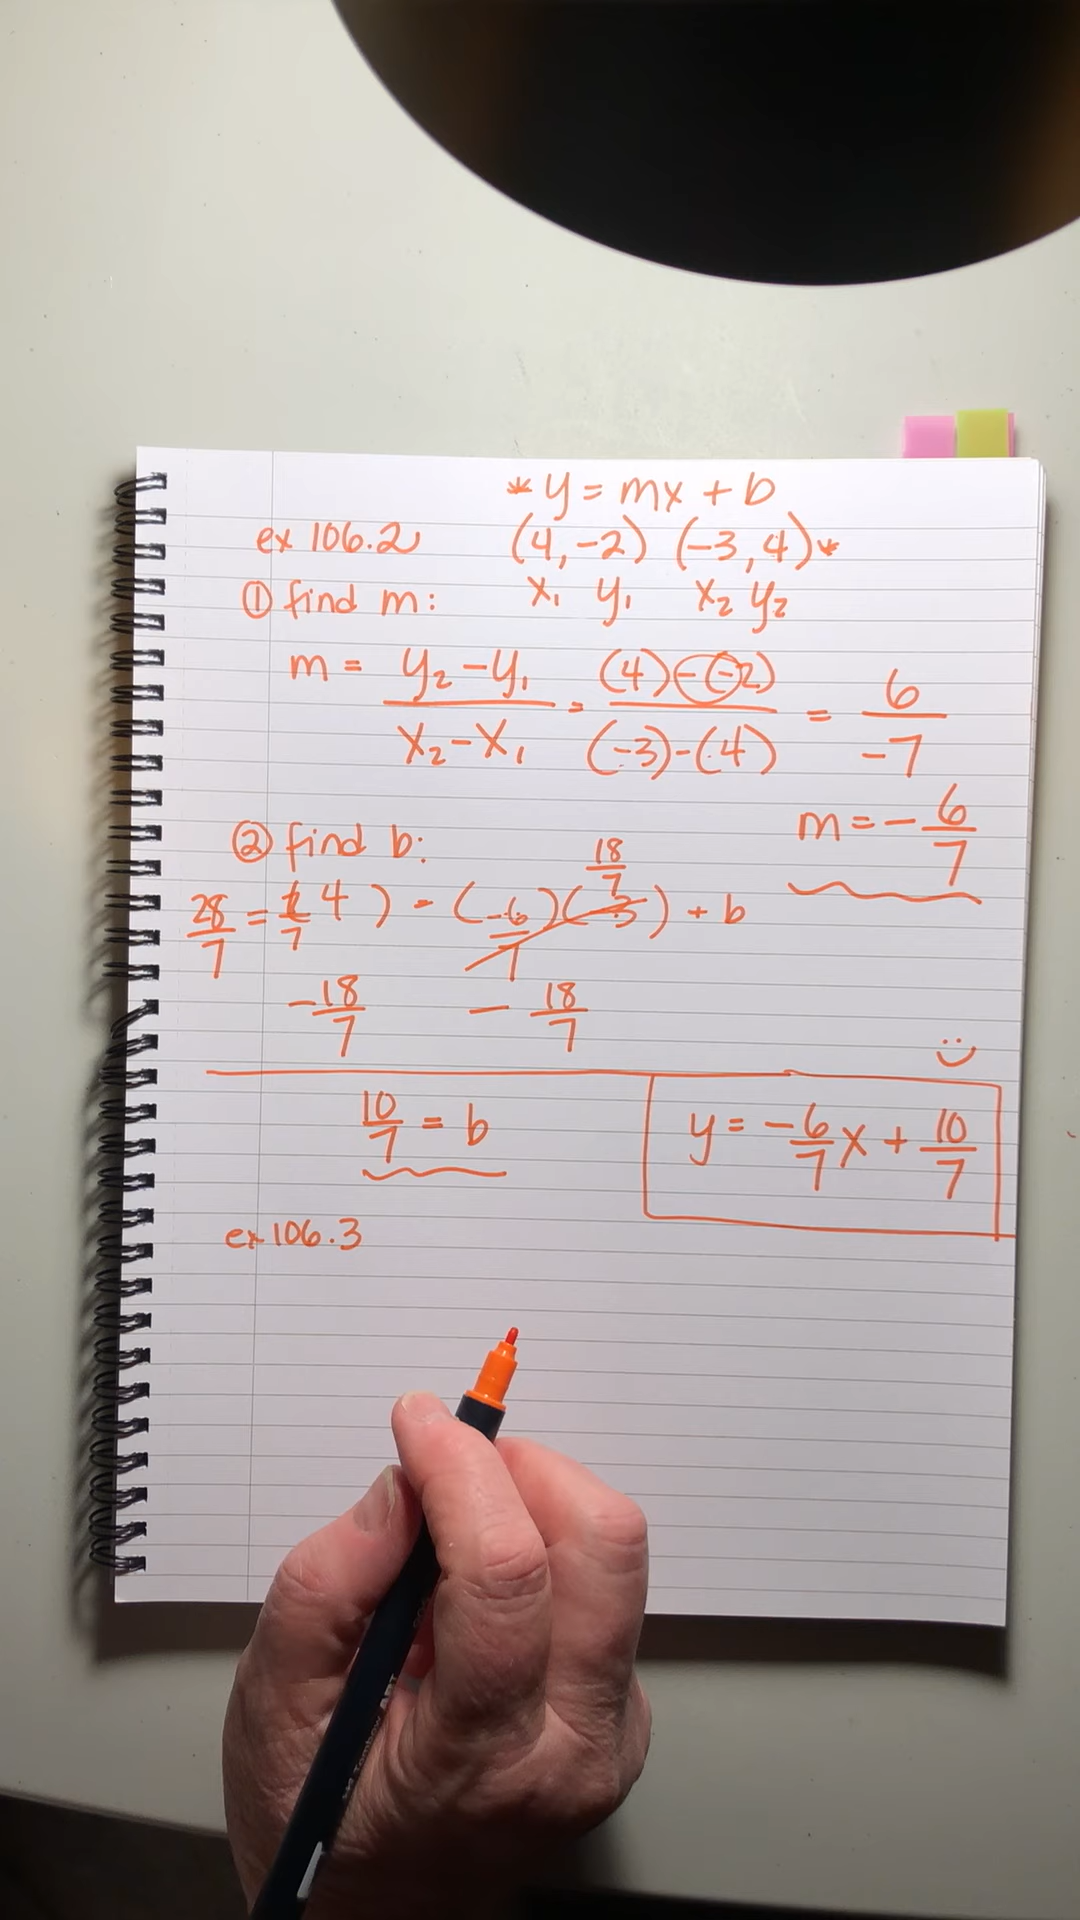 * y = mx + b
ex 106.2 (4, -2) (-3, 4) *
① find m: x₁ y₁ x₂ y₂
m = y₂ - y₁ / x₂ - x₁ = (4) - (-2) / (-3) - (4) = 6 / -7
m = - 6/7
② find b:
18/7
28/7 = 7/7 4 ) = (-6/7)(-3) + b
- 18/7 - 18/7
10/7 = b
y = -6/7 x + 10/7
ex 106.3